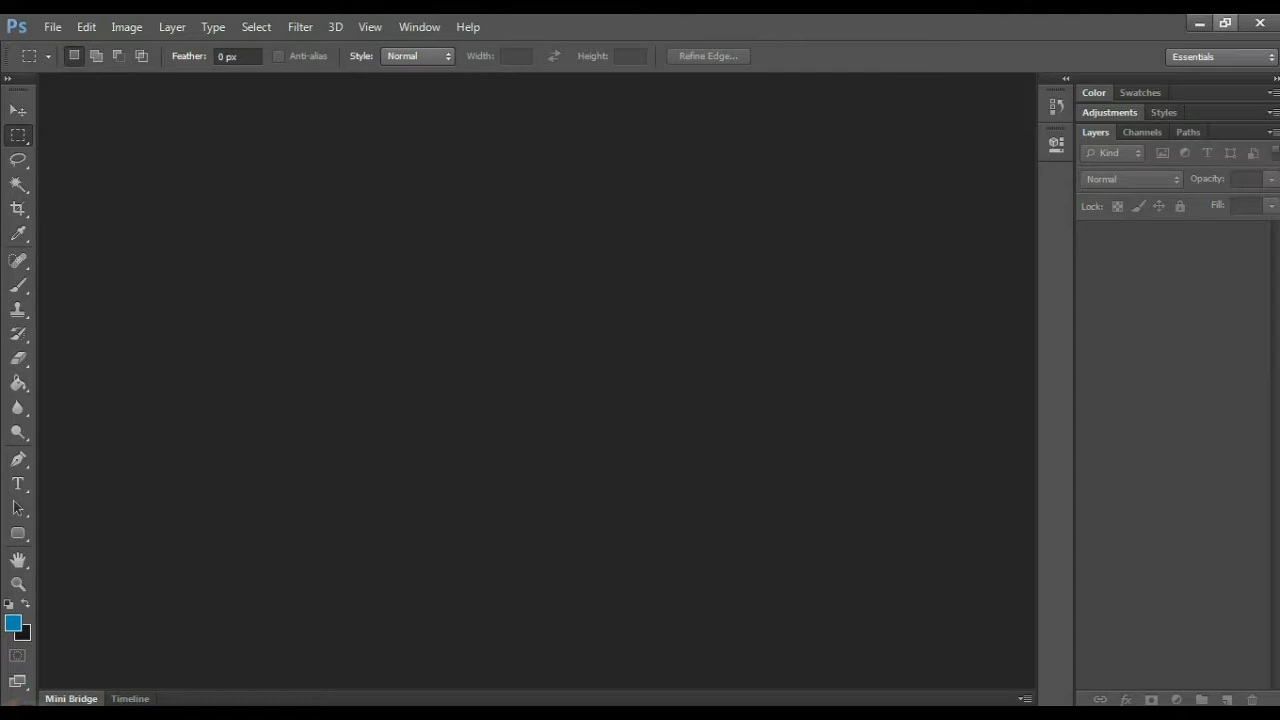 Ps File Edit Image Layer Type Select Filter 3D View Window Help
Feather: 0 px Anti-alias Style: Normal Width: Height: Refine Edge... Essentials
Color Swatches
Adjustments Styles
Layers Channels Paths
Kind
Normal Opacity:
Lock: Fill:
Mini Bridge Timeline